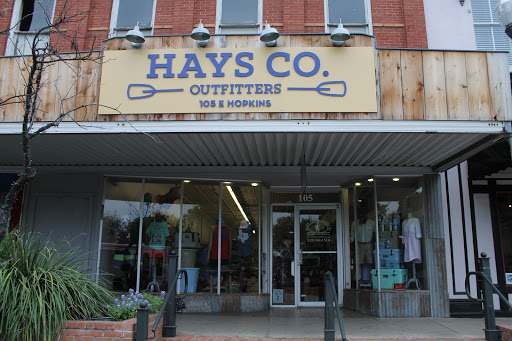 HAYS CO.
OUTFITTERS
105 E HOPKINS
105